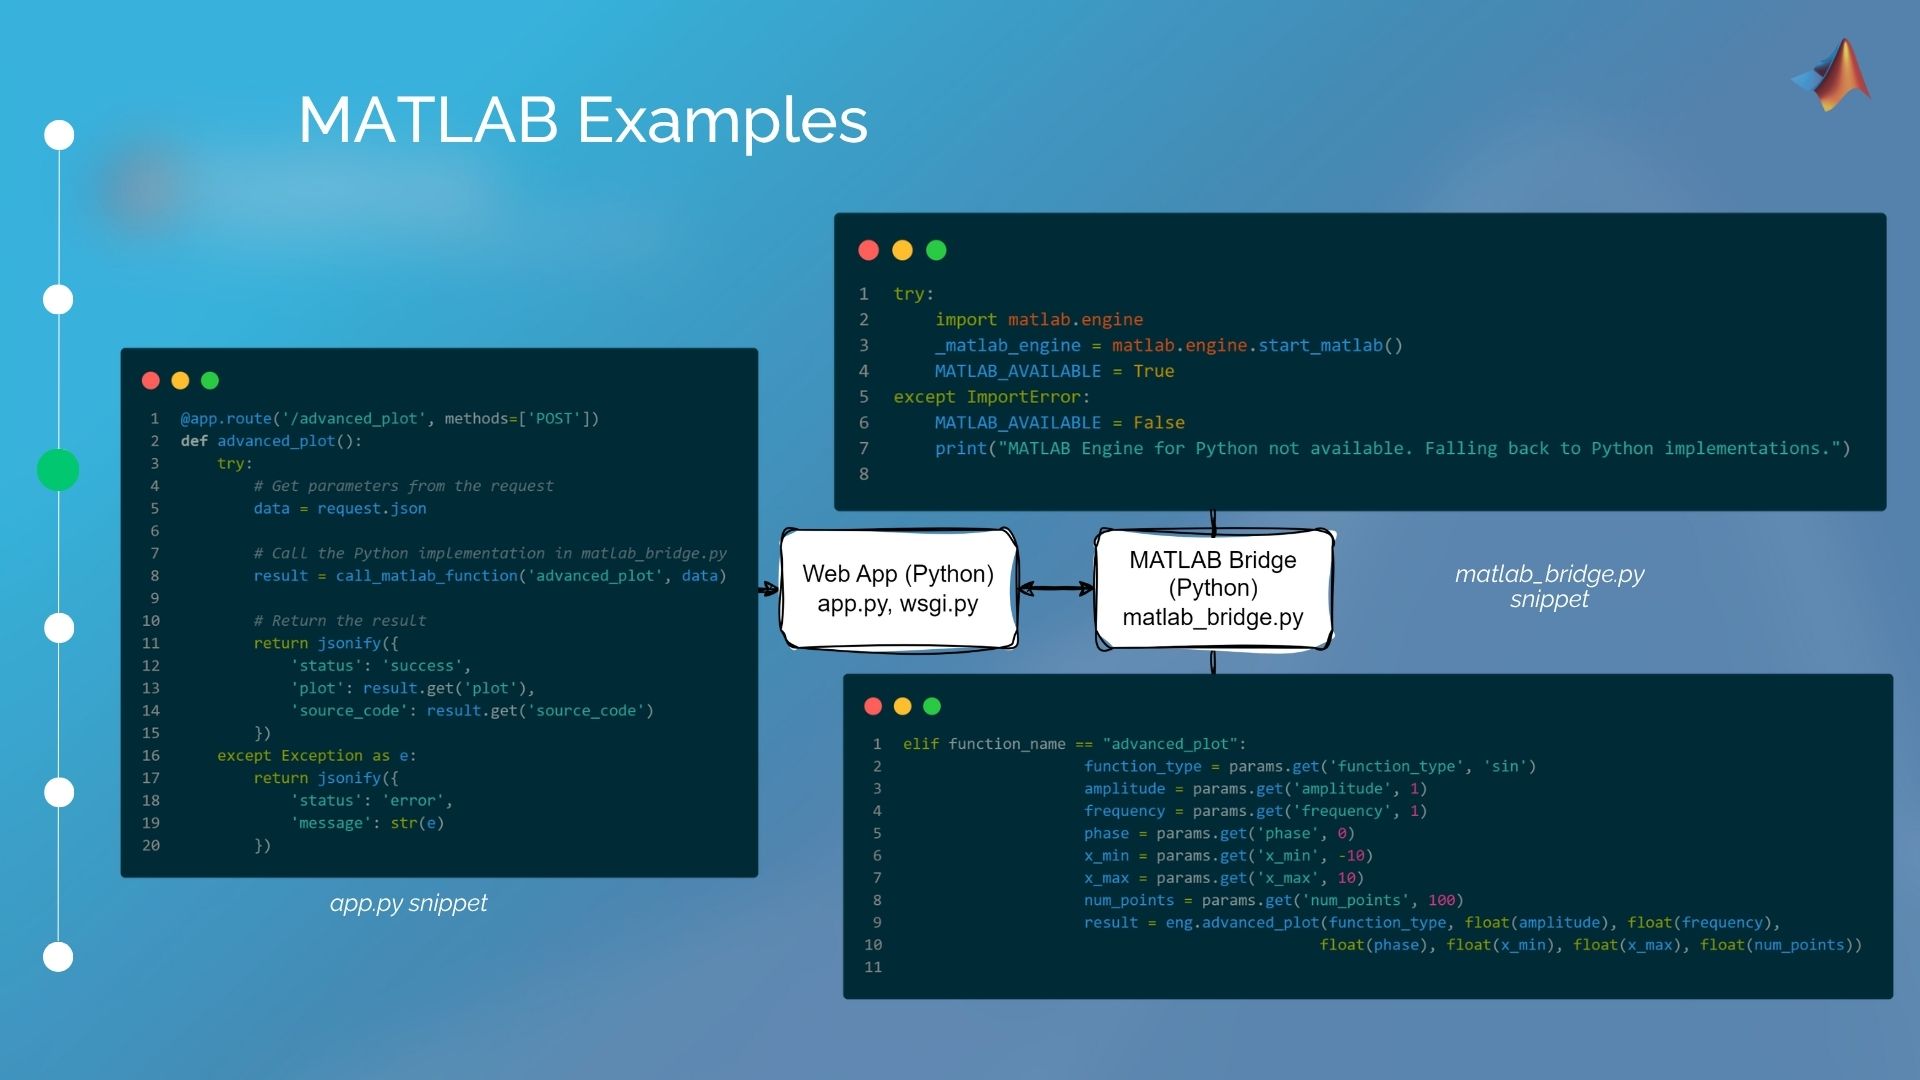 MATLAB Examples
1 @app.route('/advanced_plot', methods=['POST'])
2 def advanced_plot():
3     try:
4         # Get parameters from the request
5         data = request.json
6
7         # Call the Python implementation in matlab_bridge.py
8         result = call_matlab_function('advanced_plot', data)
9
10         # Return the result
11         return jsonify({
12             'status': 'success',
13             'plot': result.get('plot'),
14             'source_code': result.get('source_code')
15         })
16     except Exception as e:
17         return jsonify({
18             'status': 'error',
19             'message': str(e)
20         })
app.py snippet
1 try:
2     import matlab.engine
3     _matlab_engine = matlab.engine.start_matlab()
4     MATLAB_AVAILABLE = True
5 except ImportError:
6     MATLAB_AVAILABLE = False
7     print("MATLAB Engine for Python not available. Falling back to Python implementations.")
8
Web App (Python)
app.py, wsgi.py
MATLAB Bridge
(Python)
matlab_bridge.py
matlab_bridge.py
snippet
1 elif function_name == "advanced_plot":
2                     function_type = params.get('function_type', 'sin')
3                     amplitude = params.get('amplitude', 1)
4                     frequency = params.get('frequency', 1)
5                     phase = params.get('phase', 0)
6                     x_min = params.get('x_min', -10)
7                     x_max = params.get('x_max', 10)
8                     num_points = params.get('num_points', 100)
9                     result = eng.advanced_plot(function_type, float(amplitude), float(frequency),
10                                               float(phase), float(x_min), float(x_max), float(num_points))
11